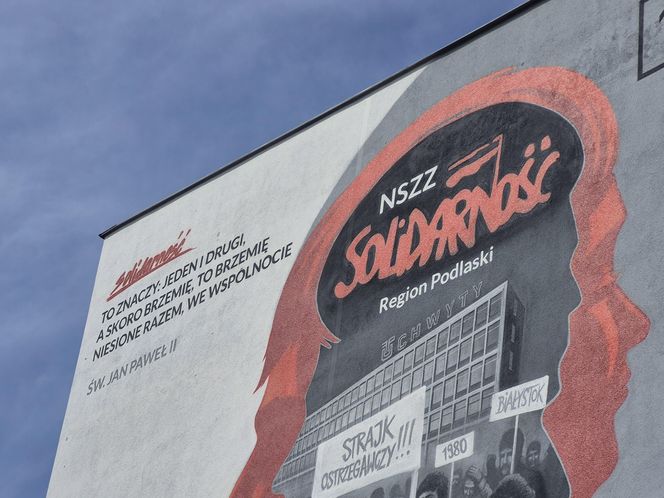 Solidarność
TO ZNACZY: JEDEN I DRUGI,
A SKORO BRZEMIĘ, TO BRZEMIĘ
NIESIONE RAZEM, WE WSPÓLNOCIE
ŚW. JAN PAWEŁ II
NSZZ
SOLIDARNOŚĆ
Region Podlaski
UCHWYTY
STRAJK
OSTRZEGAWCZY!!!
1980
BIAŁYSTOK